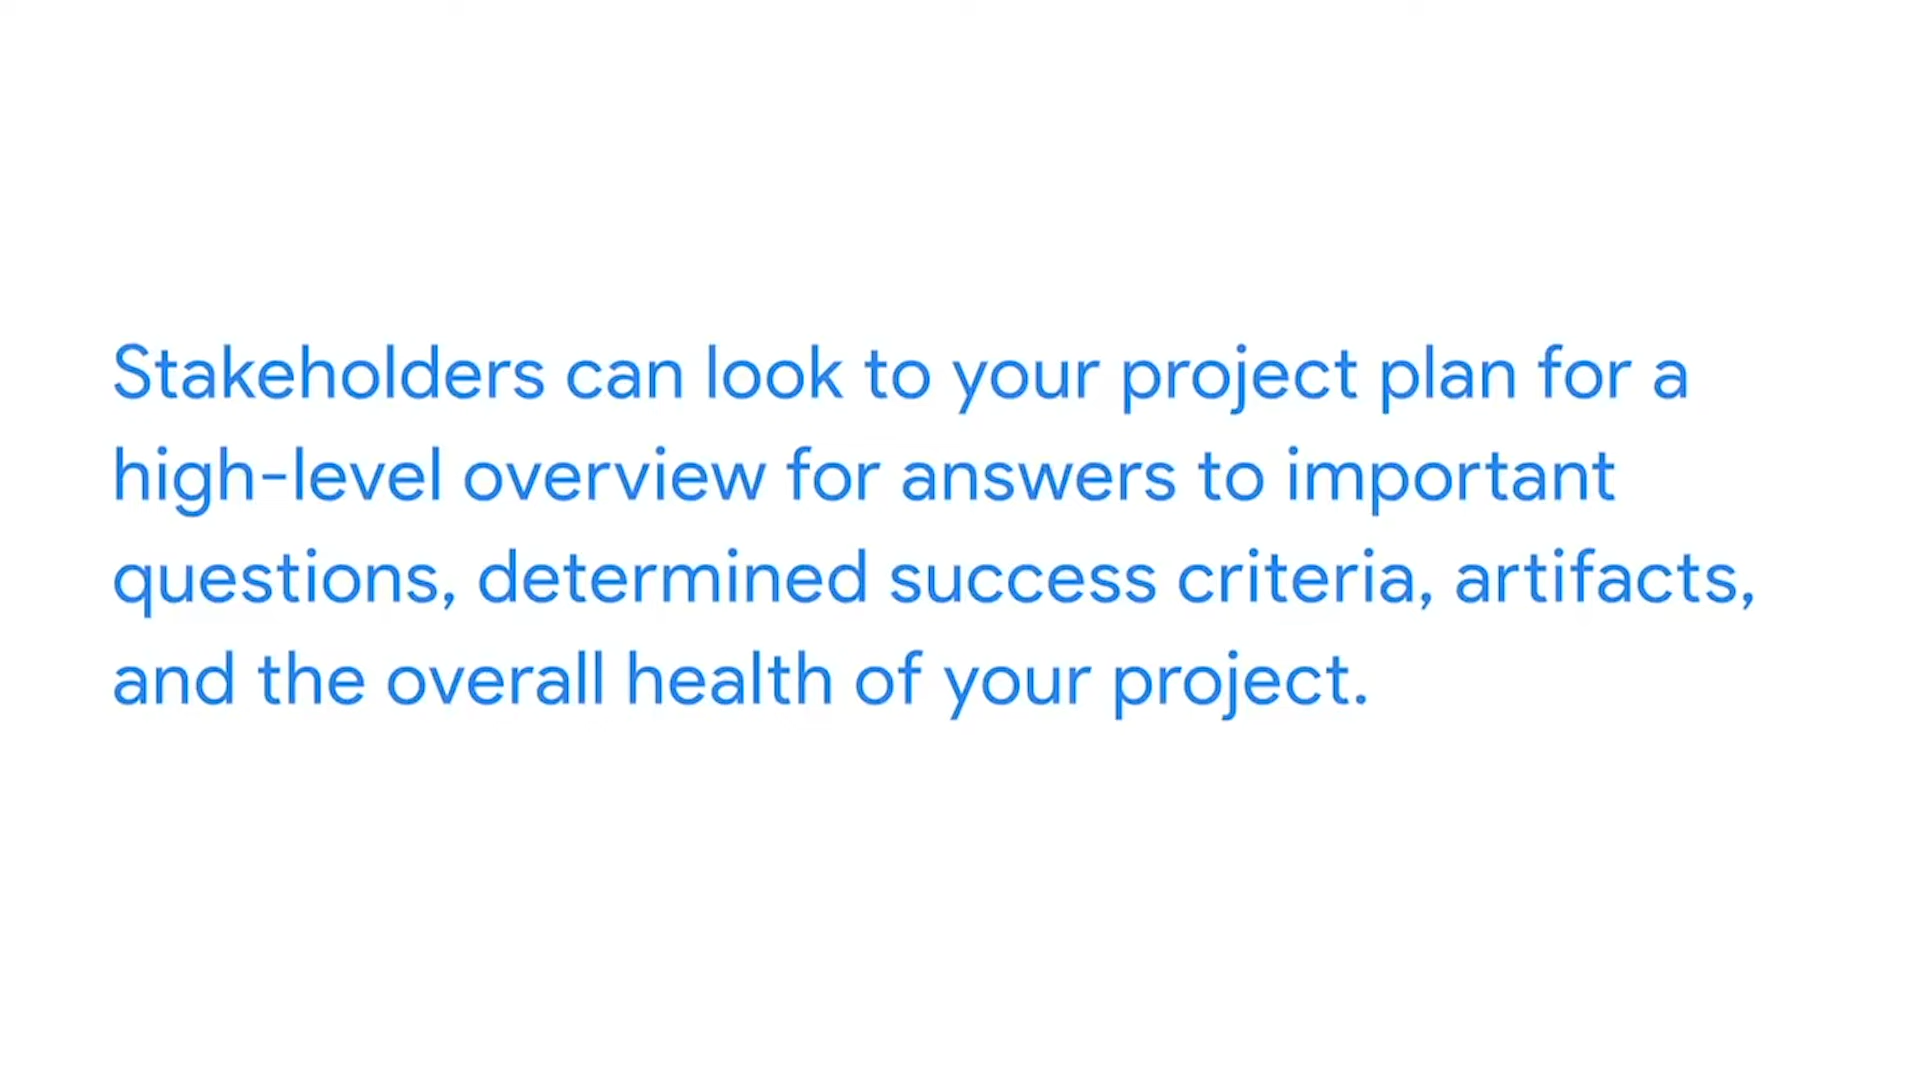 Stakeholders can look to your project plan for a
high-level overview for answers to important
questions, determined success criteria, artifacts,
and the overall health of your project.